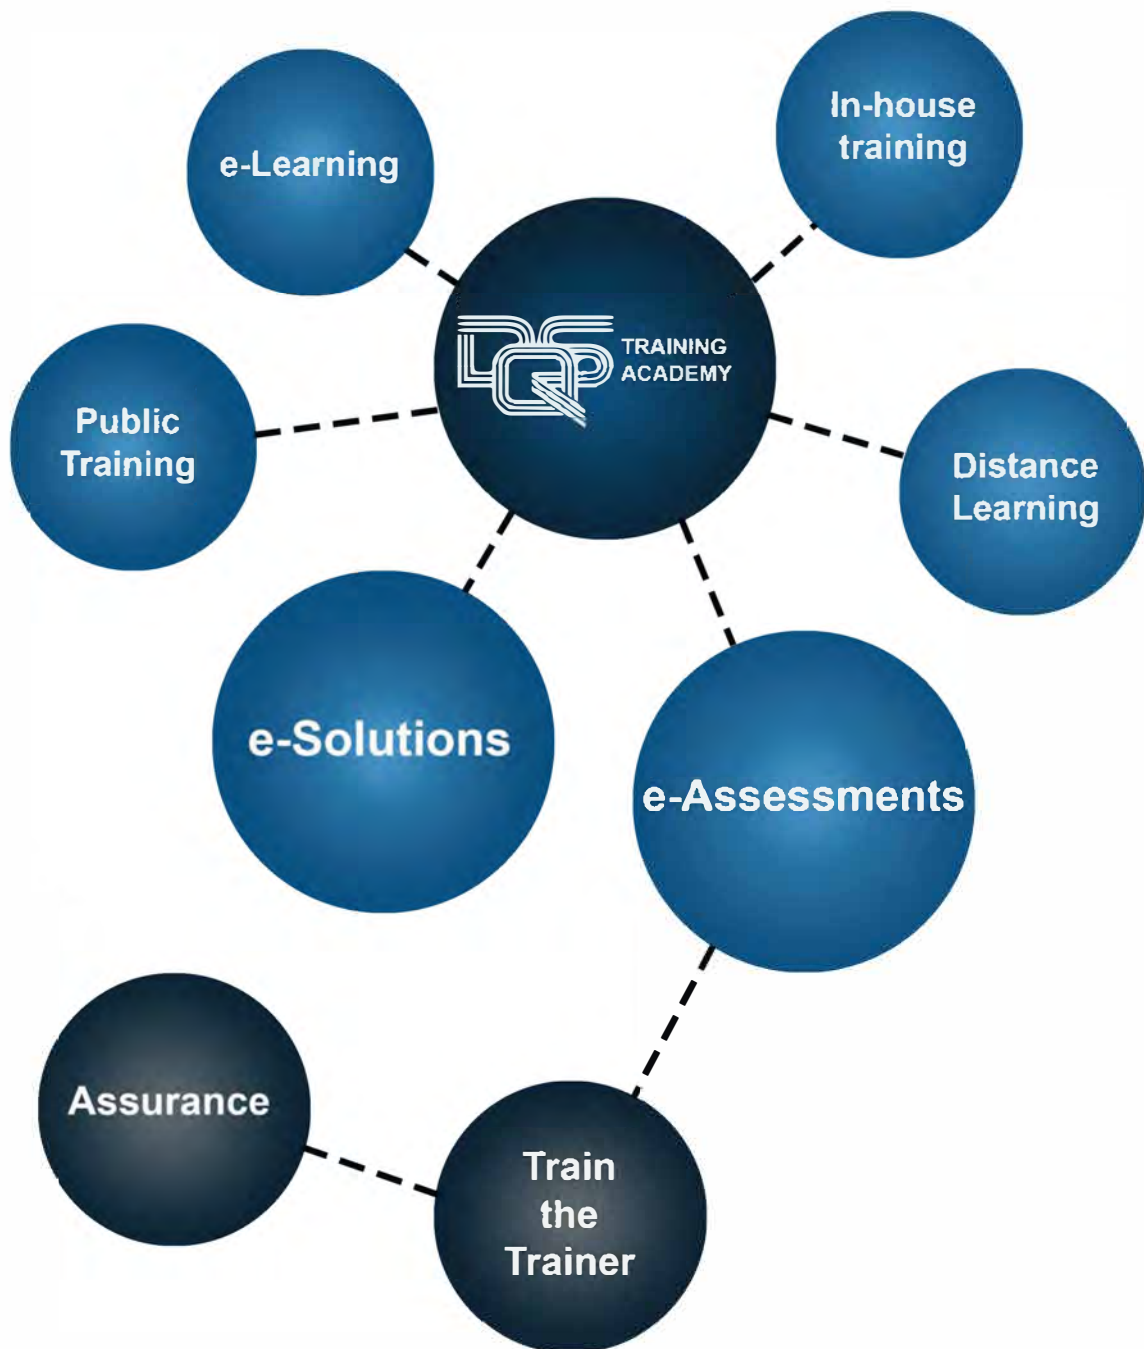 In-house
training
e-Learning
TRAINING
ACADEMY
Public
Training
Distance
Learning
e-Solutions
e-Assessments
Assurance
Train
the
Trainer